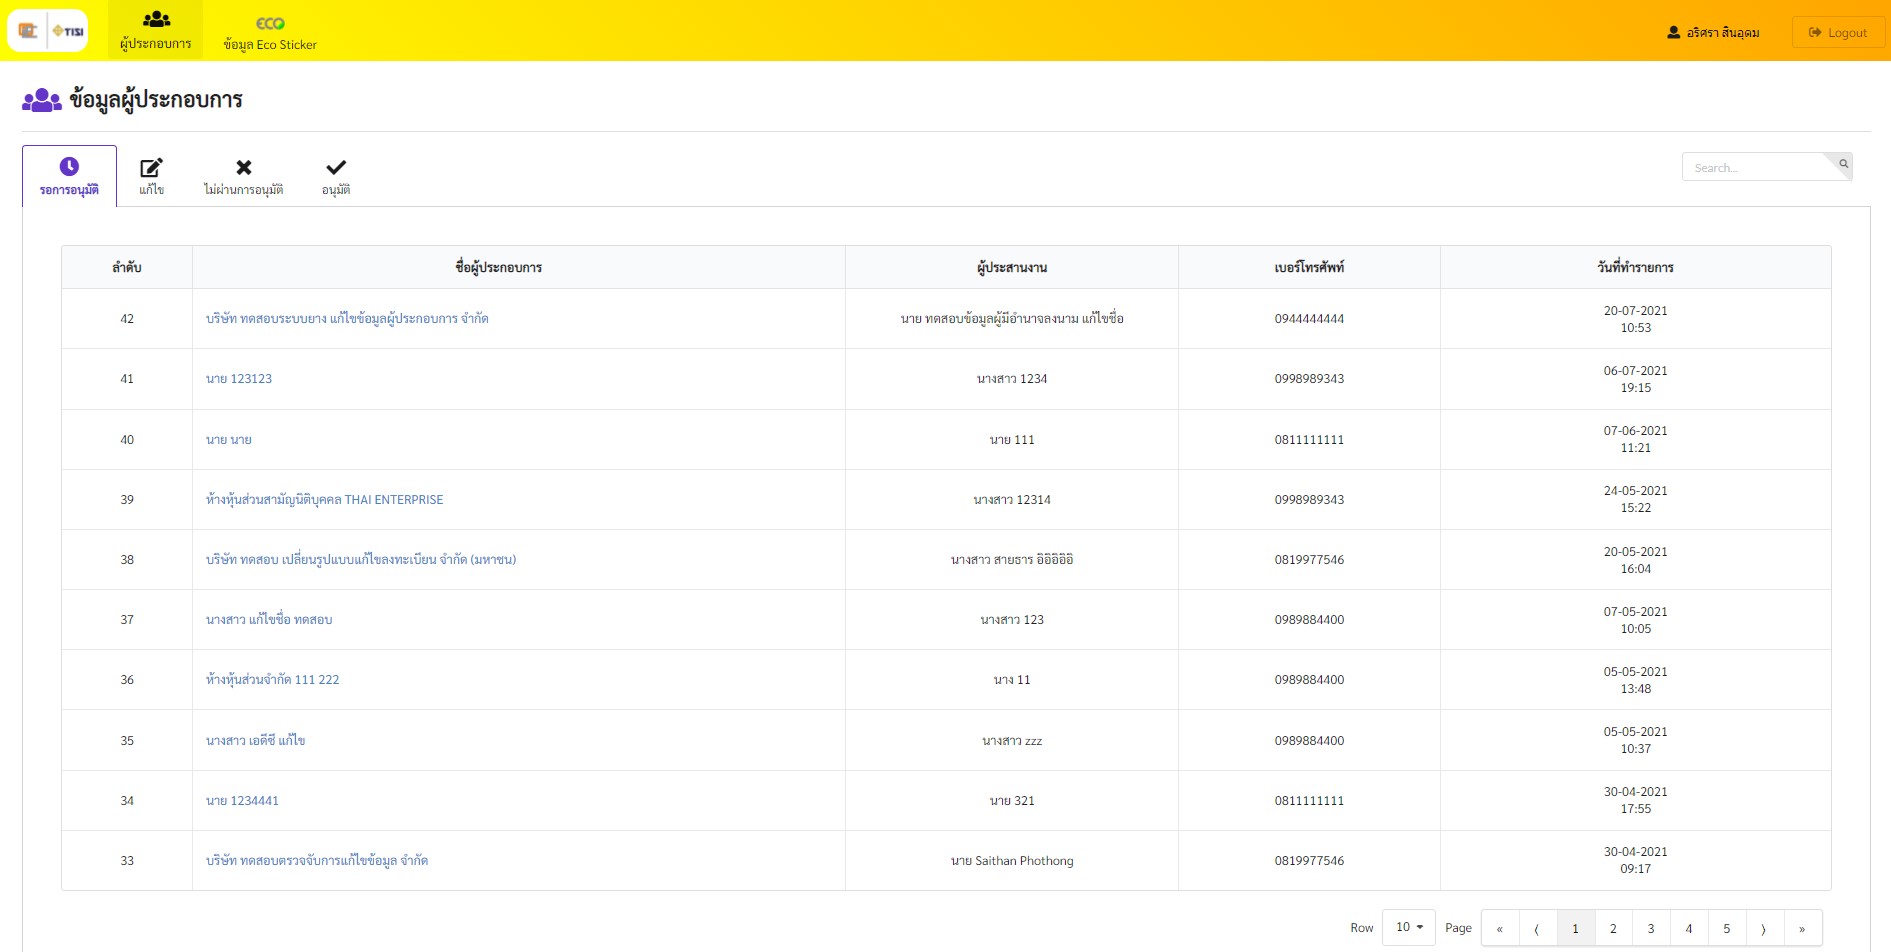 TISI
ผู้ประกอบการ
ECO
ข้อมูล Eco Sticker
อริศรา สินอุดม
Logout
ข้อมูลผู้ประกอบการ
รอการอนุมัติ
แก้ไข
ไม่ผ่านการอนุมัติ
อนุมัติ
Search...
ลำดับ ชื่อผู้ประกอบการ ผู้ประสานงาน เบอร์โทรศัพท์ วันที่ทำรายการ
42 บริษัท ทดสอบระบบยาง แก้ไขข้อมูลผู้ประกอบการ จำกัด นาย ทดสอบข้อมูลผู้มีอำนาจลงนาม แก้ไขชื่อ 0944444444 20-07-2021
10:53
41 นาย 123123 นางสาว 1234 0998989343 06-07-2021
19:15
40 นาย นาย นาย 111 0811111111 07-06-2021
11:21
39 ห้างหุ้นส่วนสามัญนิติบุคคล THAI ENTERPRISE นางสาว 12314 0998989343 24-05-2021
15:22
38 บริษัท ทดสอบ เปลี่ยนรูปแบบแก้ไขลงทะเบียน จำกัด (มหาชน) นางสาว สายธาร อิอิอิอิอิ 0819977546 20-05-2021
16:04
37 นางสาว แก้ไขชื่อ ทดสอบ นางสาว 123 0989884400 07-05-2021
10:05
36 ห้างหุ้นส่วนจำกัด 111 222 นาง 11 0989884400 05-05-2021
13:48
35 นางสาว เอดีซี แก้ไข นางสาว zzz 0989884400 05-05-2021
10:37
34 นาย 1234441 นาย 321 0811111111 30-04-2021
17:55
33 บริษัท ทดสอบตรวจจับการแก้ไขข้อมูล จำกัด นาย Saithan Phothong 0819977546 30-04-2021
09:17
Row 10 Page « ⟨ 1 2 3 4 5 ⟩ »